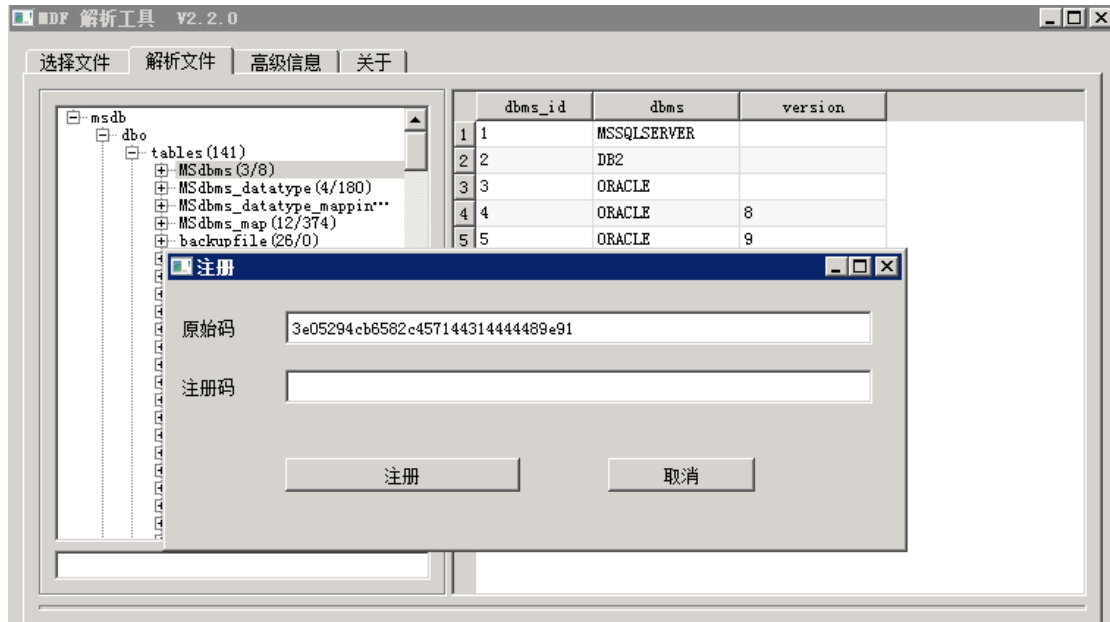 MDF 解析工具 V2.2.0
选择文件 解析文件 高级信息 关于
msdb
dbo
tables(141)
MSdbms(3/8)
MSdbms_datatype(4/180)
MSdbms_datatype_mappin···
MSdbms_map(12/374)
backupfile(26/0)
dbms_id dbms version
1 1 MSSQLSERVER
2 2 DB2
3 3 ORACLE
4 4 ORACLE 8
5 5 ORACLE 9
注册
原始码 3e05294cb6582c457144314444489e91
注册码
注册 取消